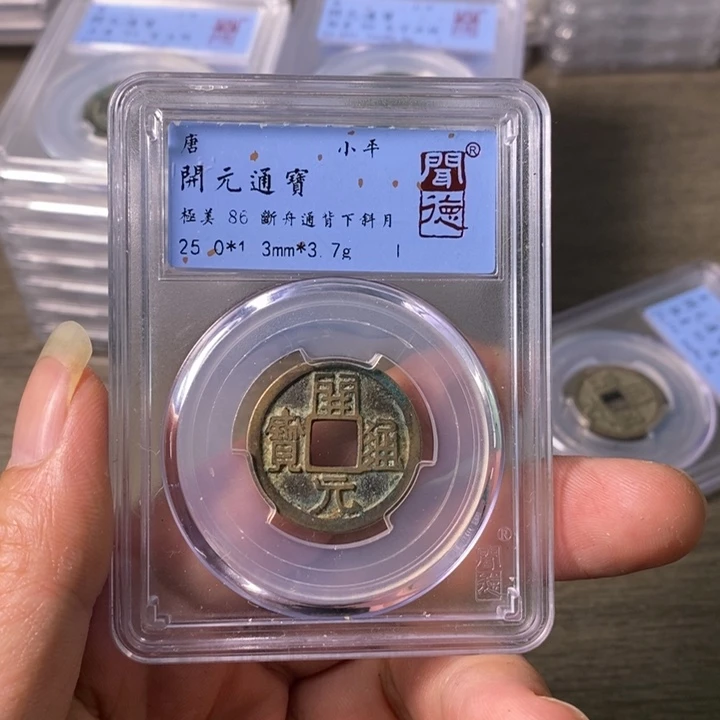 唐 小平
開元通寶
極美 86 斷舟通背下斜月
25.0*1.3mm*3.7g
聞德®
開
通
元
寶